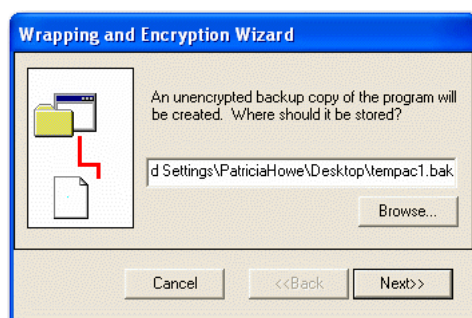 Wrapping and Encryption Wizard
An unencrypted backup copy of the program will
be created.  Where should it be stored?
d Settings\PatriciaHowe\Desktop\tempac1.bak
Browse...
Cancel
<<Back
Next>>